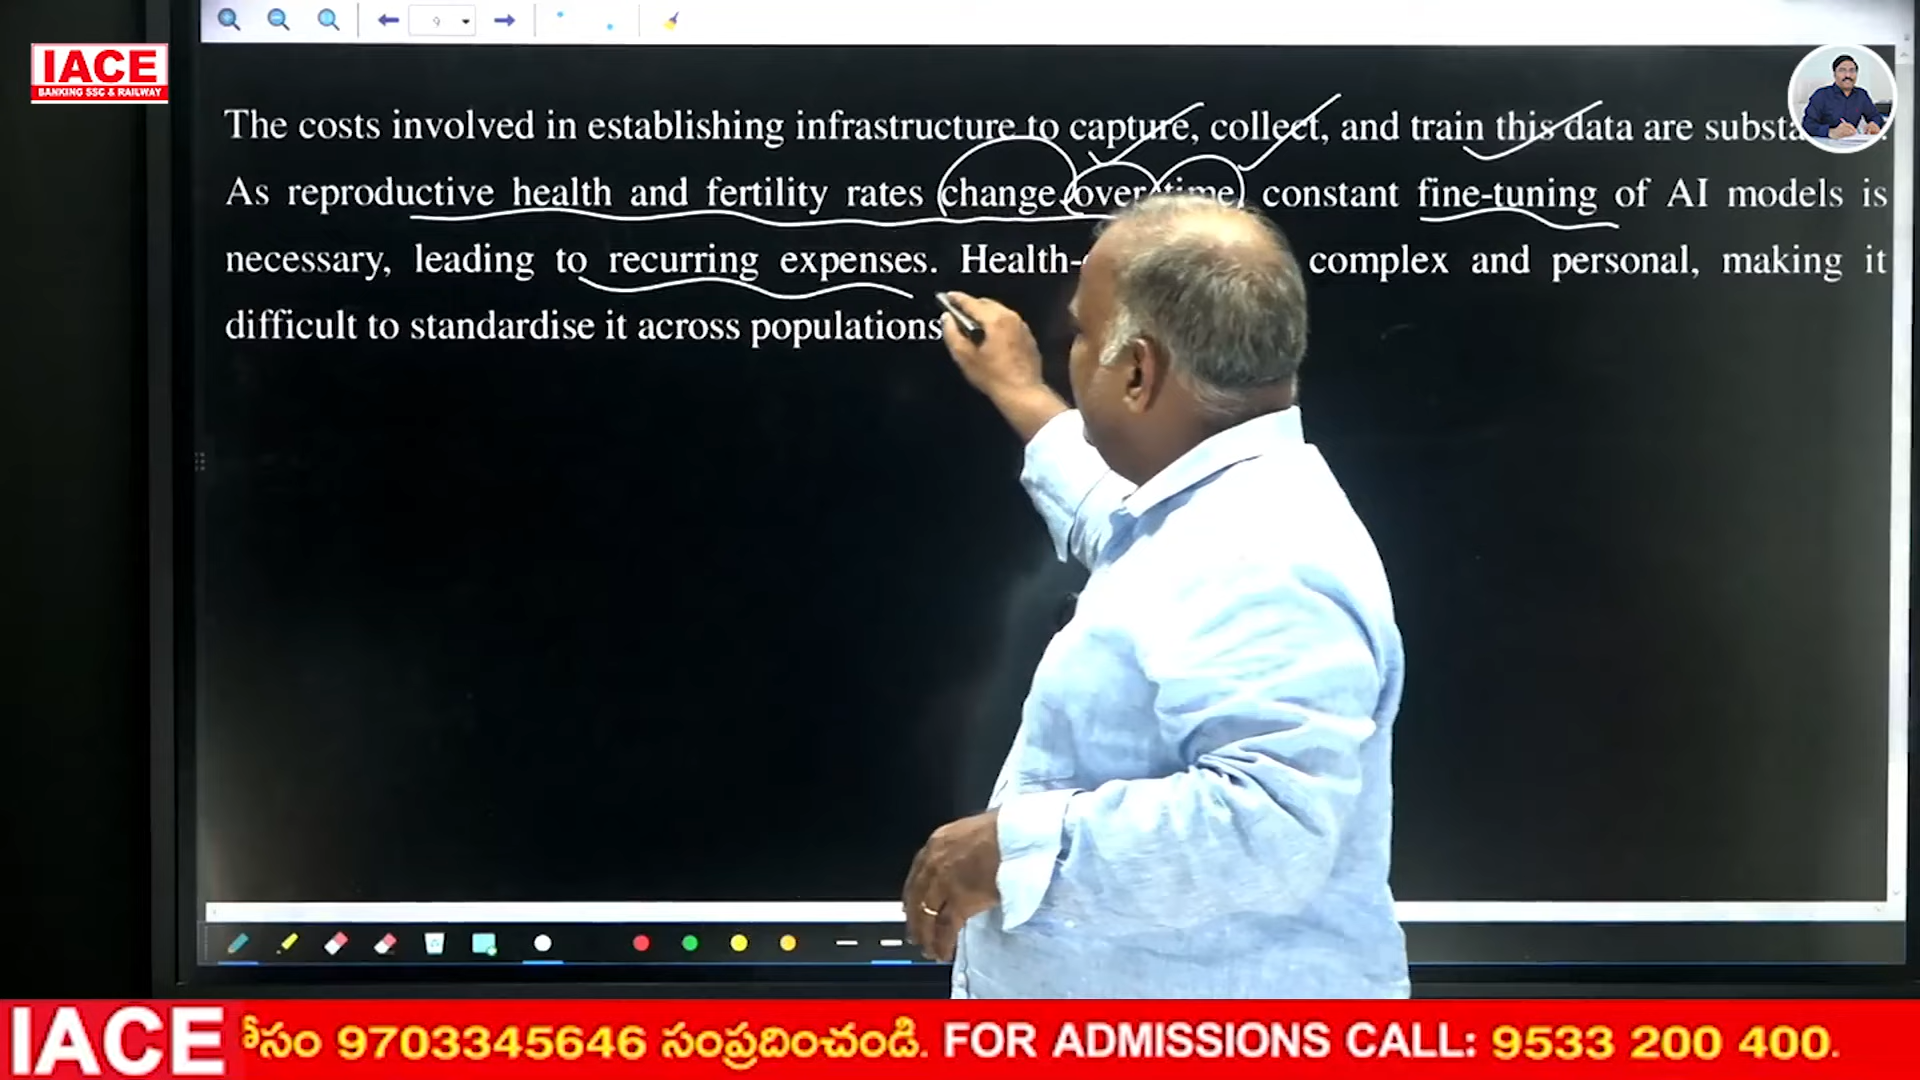 9
IACE
BANKING SSC & RAILWAY
The costs involved in establishing infrastructure to capture, collect, and train this data are
As reproductive health and fertility rates change over time, constant fine-tuning of AI models is
necessary, leading to recurring expenses. Health- complex and personal, making it
difficult to standardise it across populations
IACE కోసం 9703345646 సంప్రదించండి. FOR ADMISSIONS CALL: 9533 200 400.